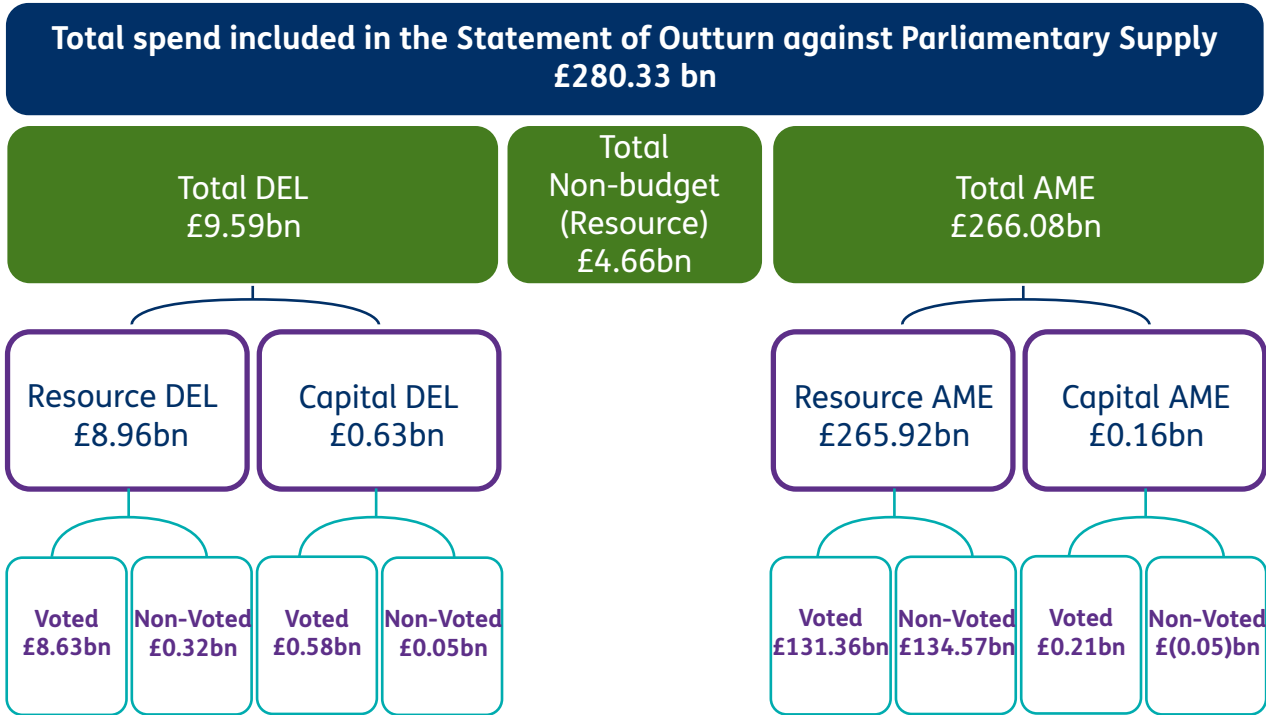 Total spend included in the Statement of Outturn against Parliamentary Supply
£280.33 bn
Total DEL
£9.59bn
Total
Non-budget
(Resource)
£4.66bn
Total AME
£266.08bn
Resource DEL
£8.96bn
Capital DEL
£0.63bn
Resource AME
£265.92bn
Capital AME
£0.16bn
Voted
£8.63bn
Non-Voted
£0.32bn
Voted
£0.58bn
Non-Voted
£0.05bn
Voted
£131.36bn
Non-Voted
£134.57bn
Voted
£0.21bn
Non-Voted
£(0.05)bn